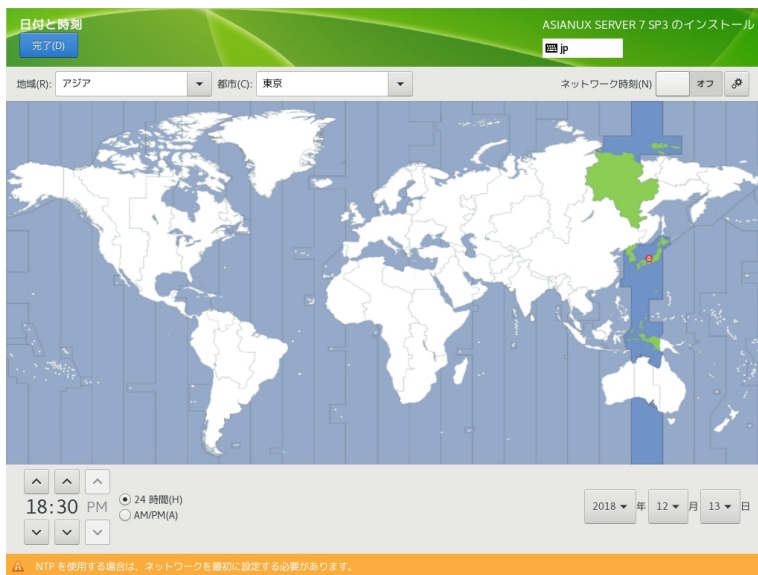 日付と時刻
ASIANUX SERVER 7 SP3 のインストール
完了(D)
jp
地域(R): アジア 都市(C): 東京 ネットワーク時刻(N) オフ
18:30 PM
24 時間(H)
AM/PM(A)
2018 年 12 月 13 日
NTP を使用する場合は、ネットワークを最初に設定する必要があります。